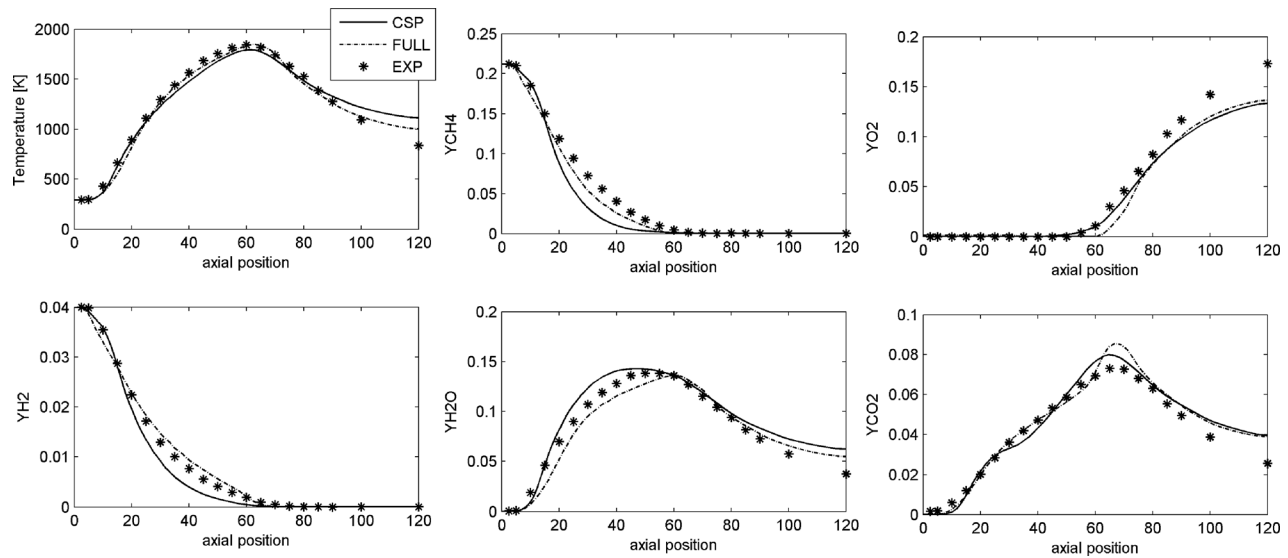 CSP
FULL
EXP
2000
1500
1000
500
0
Temperature [K]
0 20 40 60 80 100 120
axial position
0.25
0.2
0.15
0.1
0.05
0
YCH4
0 20 40 60 80 100 120
axial position
0.2
0.15
0.1
0.05
0
YO2
0 20 40 60 80 100 120
axial position
0.04
0.03
0.02
0.01
0
YH2
0 20 40 60 80 100 120
axial position
0.2
0.15
0.1
0.05
0
YH2O
0 20 40 60 80 100 120
axial position
0.1
0.08
0.06
0.04
0.02
0
YCO2
0 20 40 60 80 100 120
axial position